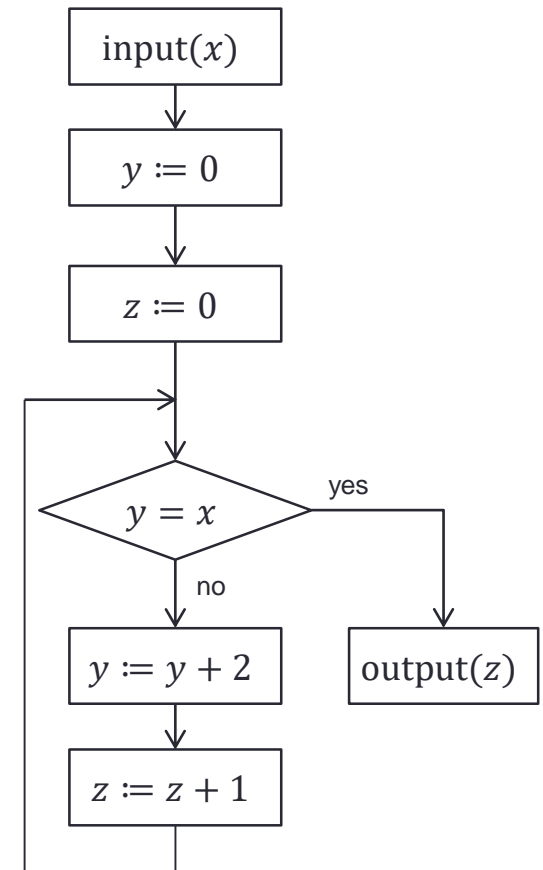 input(x)
y := 0
z := 0
y = x
yes
no
y := y + 2
output(z)
z := z + 1